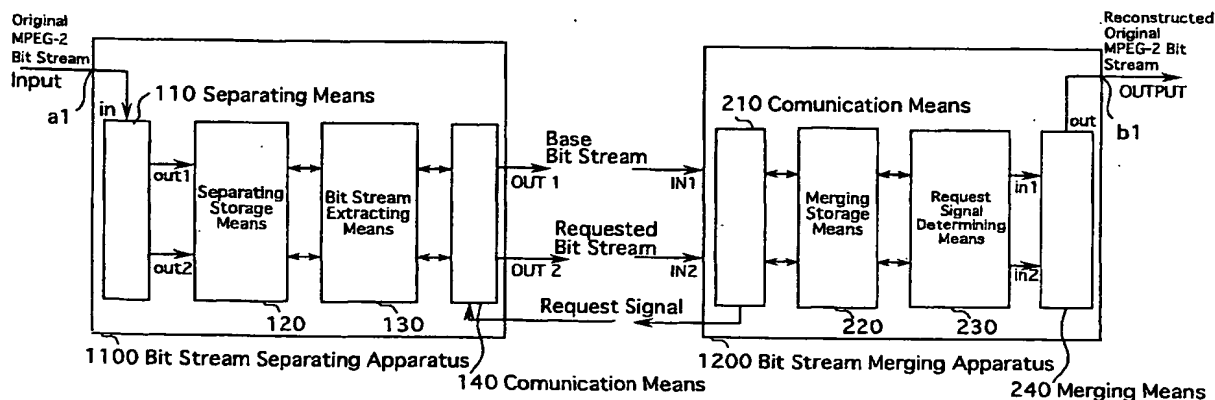 Original
MPEG-2
Bit Stream
Input
a1
in
110 Separating Means
out1
out2
Separating
Storage
Means
120
Bit Stream
Extracting
Means
130
1100 Bit Stream Separating Apparatus
140 Comunication Means
Base
Bit Stream
OUT 1
IN1
Requested
Bit Stream
OUT 2
IN2
Request Signal
210 Comunication Means
Merging
Storage
Means
220
Request
Signal
Determining
Means
230
in1
in2
out
Reconstructed
Original
MPEG-2 Bit
Stream
OUTPUT
b1
1200 Bit Stream Merging Apparatus
240 Merging Means